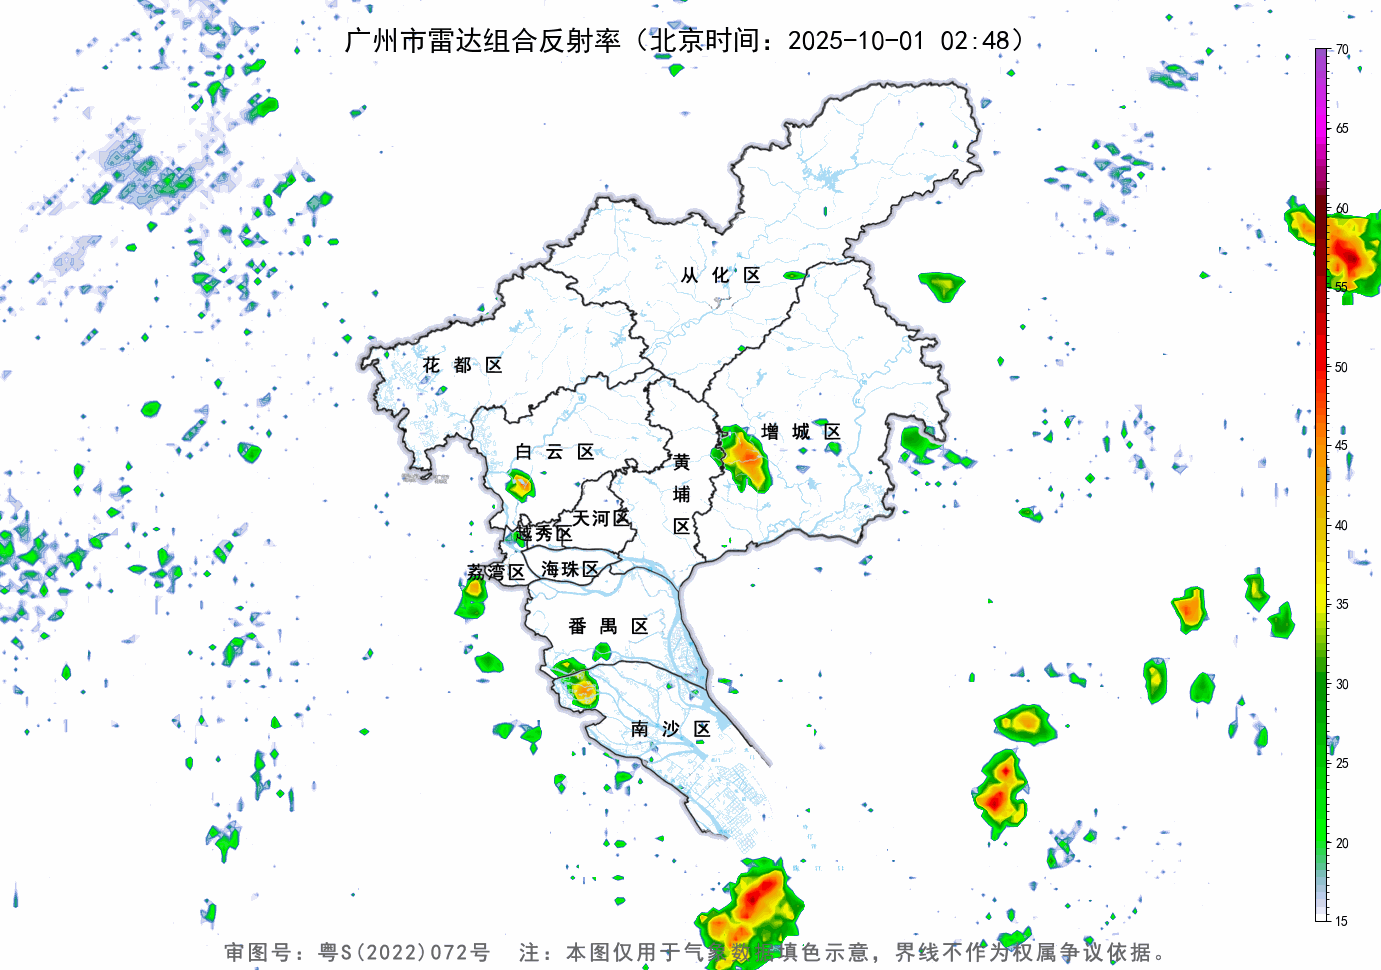 广州市雷达组合反射率（北京时间：2025-10-01 02:48）
70
65
60
55
50
45
40
35
30
25
20
15
从 化 区
花 都 区
增 城 区
白 云 区
黄
埔
区
天河区
越秀区
荔湾区
海珠区
番 禺 区
南 沙 区
审图号：粤S(2022)072号 注：本图仅用于气象数据填色示意，界线不作为权属争议依据。